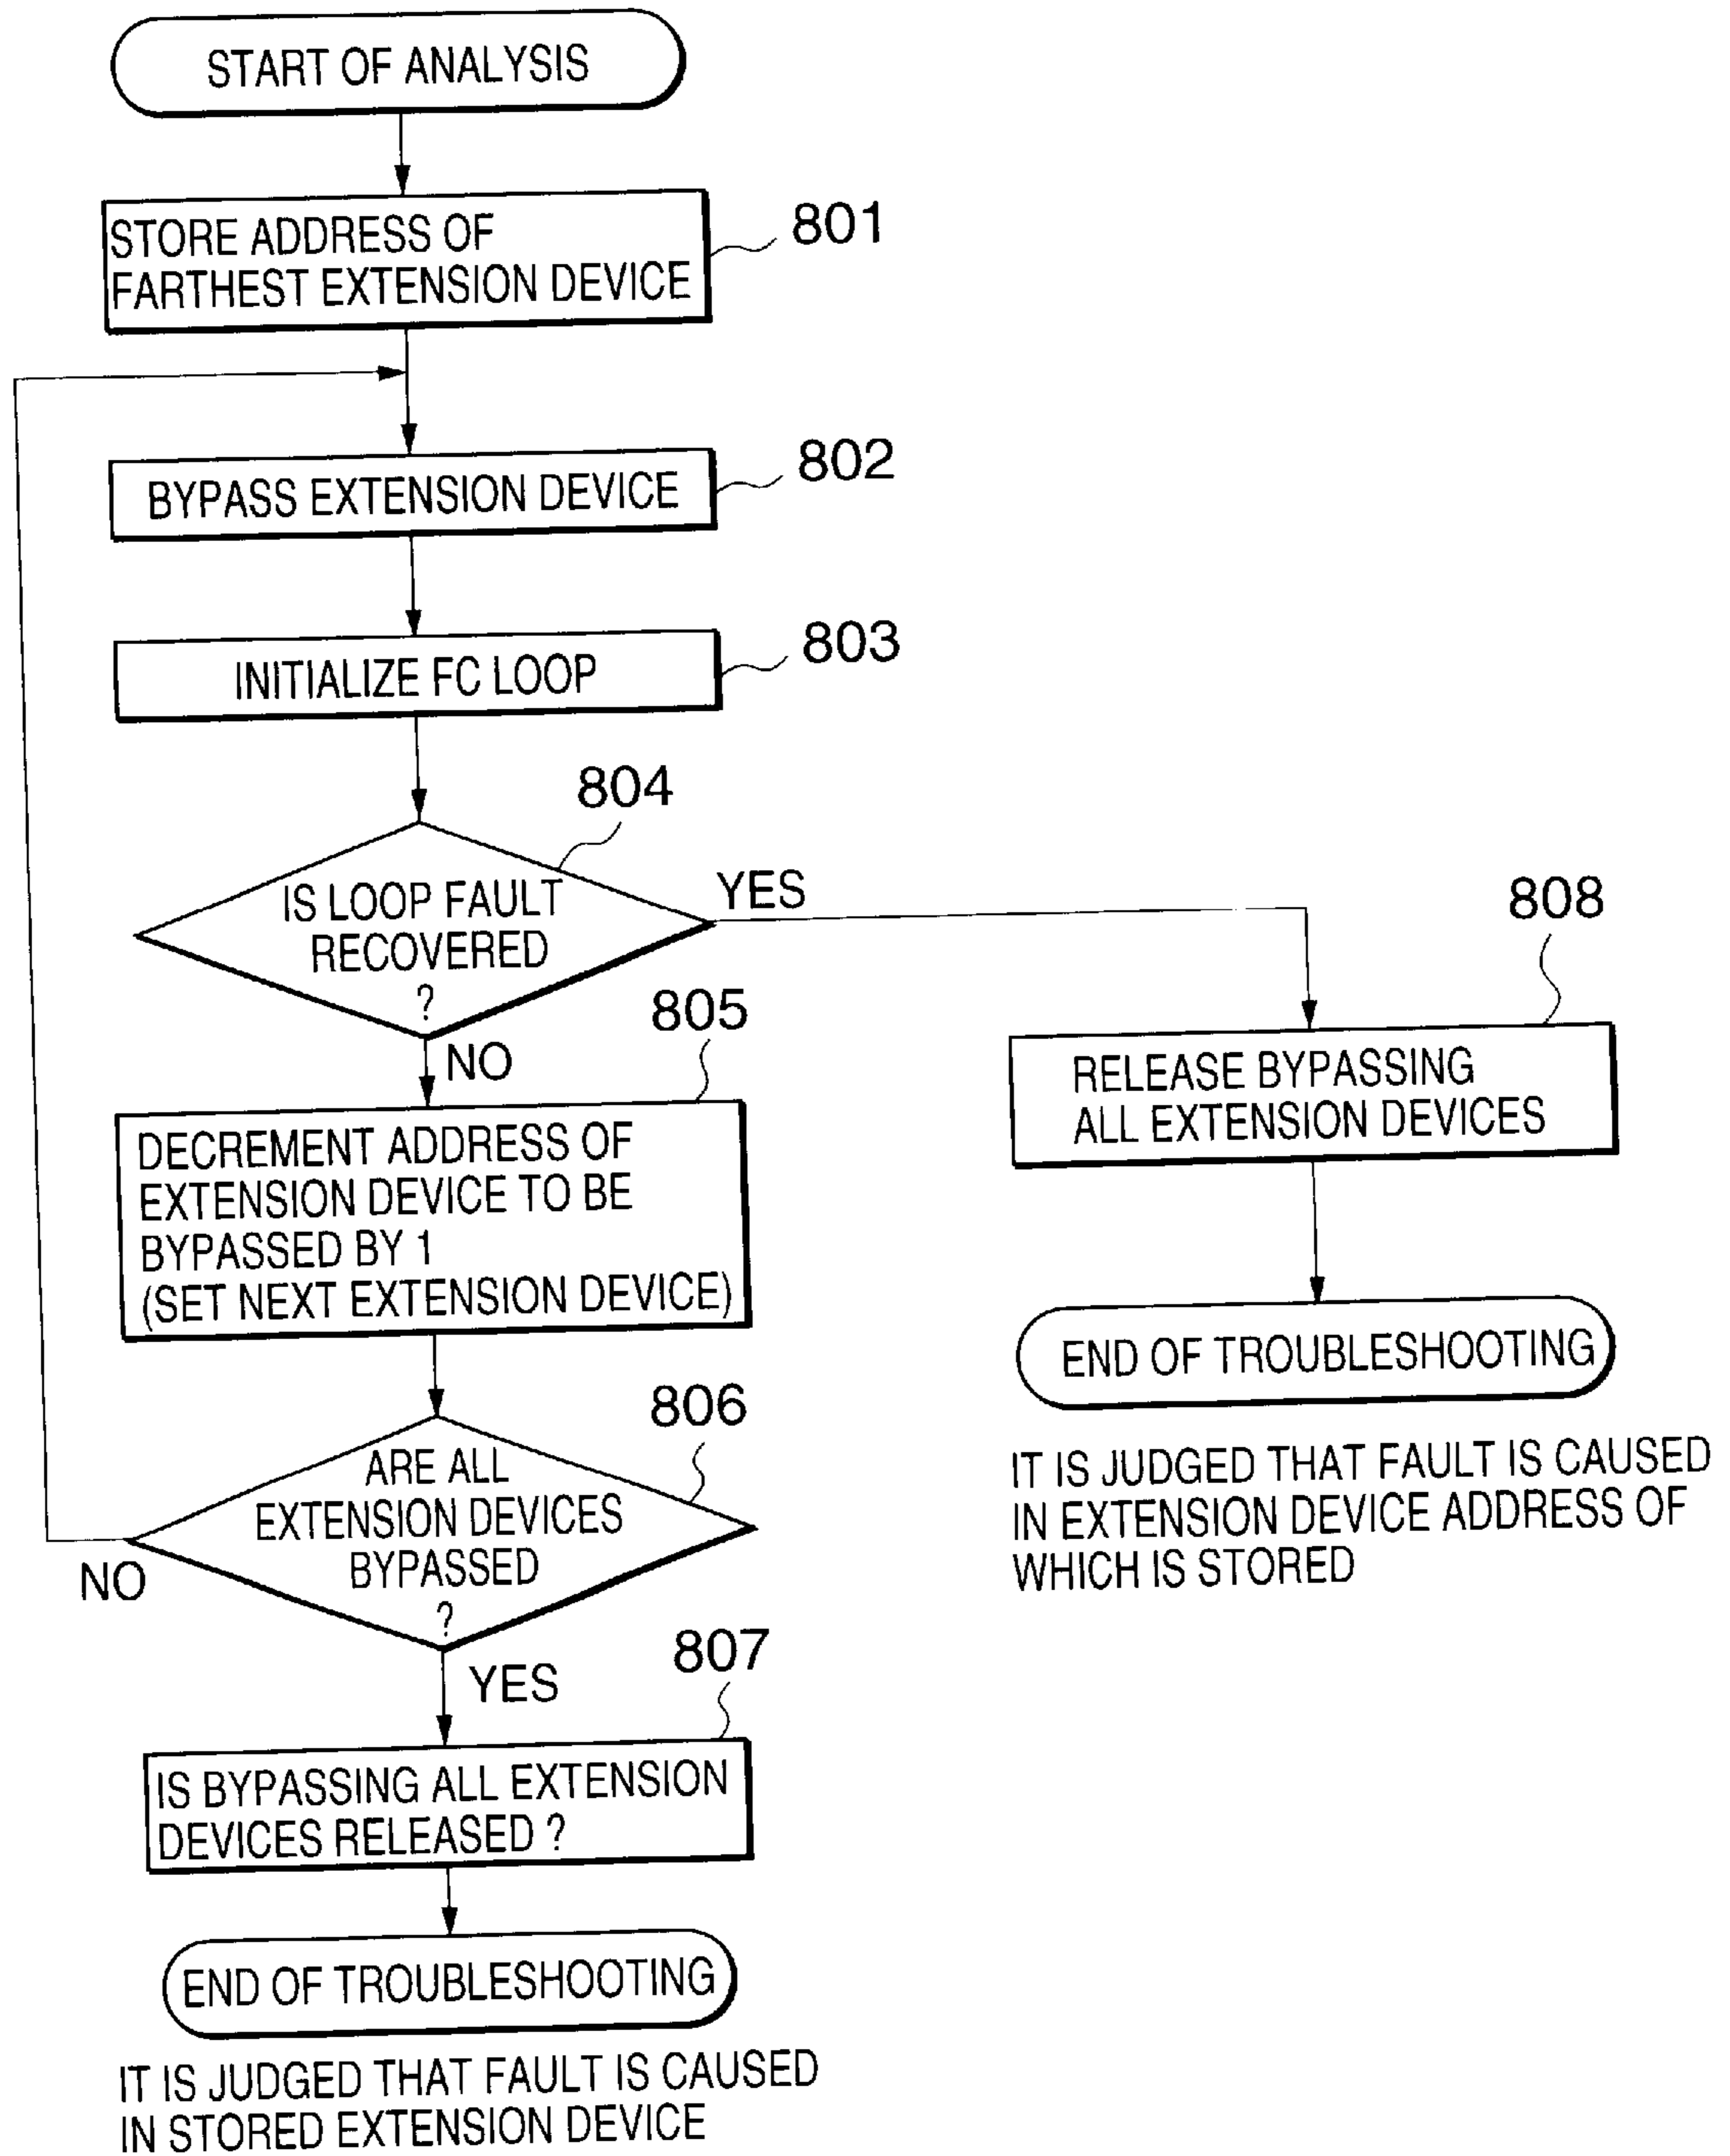 START OF ANALYSIS
STORE ADDRESS OF
FARTHEST EXTENSION DEVICE
801
BYPASS EXTENSION DEVICE
802
INITIALIZE FC LOOP
803
804
IS LOOP FAULT
RECOVERED
?
YES
NO
805
DECREMENT ADDRESS OF
EXTENSION DEVICE TO BE
BYPASSED BY 1
(SET NEXT EXTENSION DEVICE)
806
ARE ALL
EXTENSION DEVICES
BYPASSED
?
NO
YES
807
IS BYPASSING ALL EXTENSION
DEVICES RELEASED ?
END OF TROUBLESHOOTING
IT IS JUDGED THAT FAULT IS CAUSED
IN STORED EXTENSION DEVICE
808
RELEASE BYPASSING
ALL EXTENSION DEVICES
END OF TROUBLESHOOTING
IT IS JUDGED THAT FAULT IS CAUSED
IN EXTENSION DEVICE ADDRESS OF
WHICH IS STORED